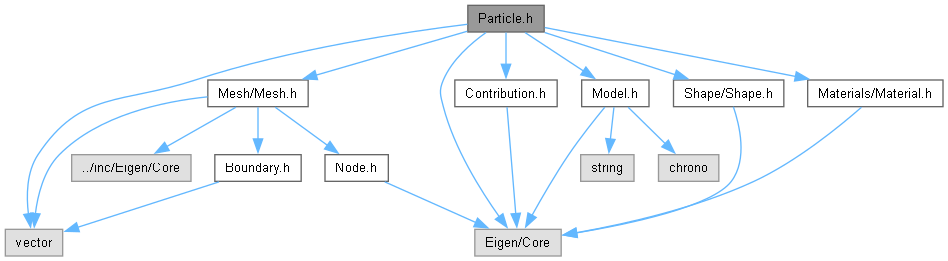 Particle.h
Mesh/Mesh.h
Contribution.h
Model.h
Shape/Shape.h
Materials/Material.h
../inc/Eigen/Core
Boundary.h
Node.h
string
chrono
vector
Eigen/Core